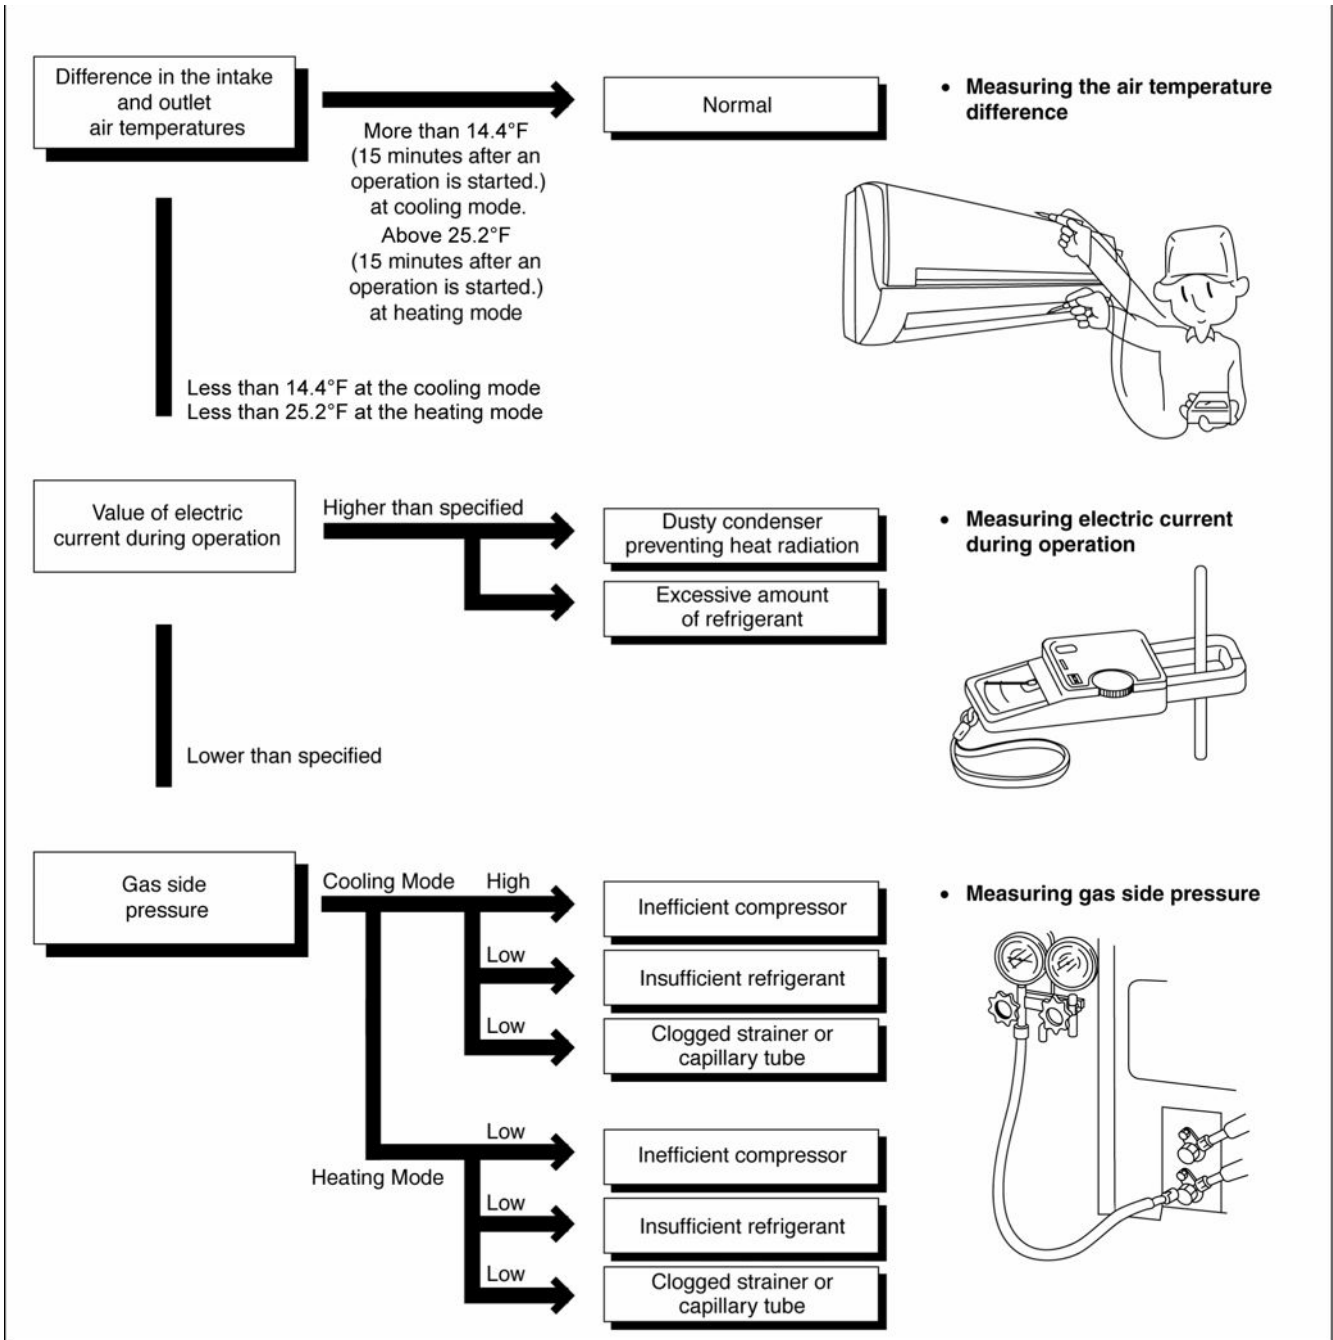 Difference in the intake
and outlet
air temperatures
More than 14.4°F
(15 minutes after an
operation is started.)
at cooling mode.
Above 25.2°F
(15 minutes after an
operation is started.)
at heating mode
Normal
• Measuring the air temperature
difference
Less than 14.4°F at the cooling mode
Less than 25.2°F at the heating mode
Value of electric
current during operation
Higher than specified
Dusty condenser
preventing heat radiation
Excessive amount
of refrigerant
• Measuring electric current
during operation
Lower than specified
Gas side
pressure
Cooling Mode
High
Inefficient compressor
Low
Insufficient refrigerant
Low
Clogged strainer or
capillary tube
Heating Mode
Low
Inefficient compressor
Low
Insufficient refrigerant
Low
Clogged strainer or
capillary tube
• Measuring gas side pressure